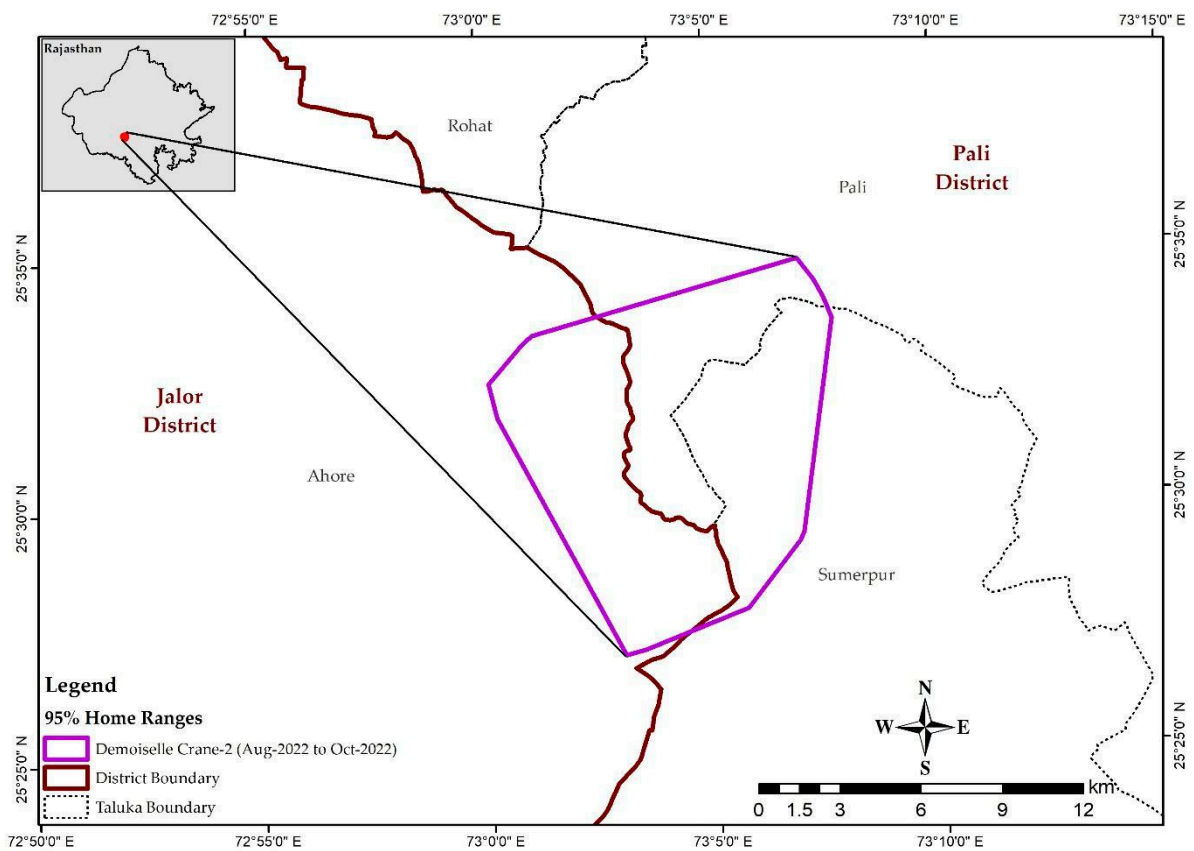 72°55'0" E 73°0'0" E 73°5'0" E 73°10'0" E 73°15'0" E
Rajasthan
Rohat
Pali
District
Pali
25°35'0" N
25°35'0" N
Jalor
District
Ahore
25°30'0" N
25°30'0" N
Sumerpur
Legend
95% Home Ranges
Demoiselle Crane-2 (Aug-2022 to Oct-2022)
District Boundary
Taluka Boundary
N
W E
S
25°25'0" N
25°25'0" N
km
0 1.5 3 6 9 12
72°50'0" E 72°55'0" E 73°0'0" E 73°5'0" E 73°10'0" E